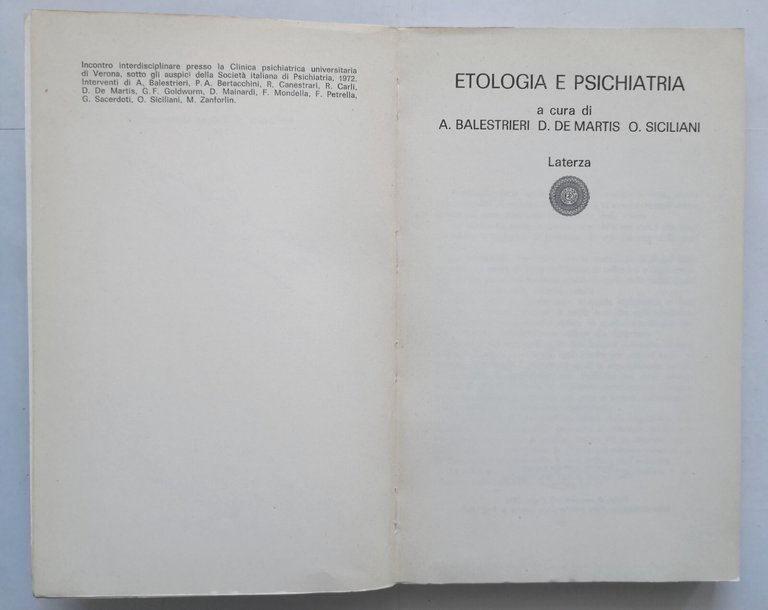 Incontro interdisciplinare presso la Clinica psichiatrica universitaria
di Verona, sotto gli auspici della Società italiana di Psichiatria, 1972.
Interventi di A. Balestrieri, P. A. Bertacchini, R. Canestrari, R. Carli,
D. De Martis, G. F. Goldwurm, D. Mainardi, F. Mondella, F. Petrella,
G. Sacerdoti, O. Siciliani, M. Zanforlin.
ETOLOGIA E PSICHIATRIA
a cura di
A. BALESTRIERI D. DE MARTIS O. SICILIANI
Laterza